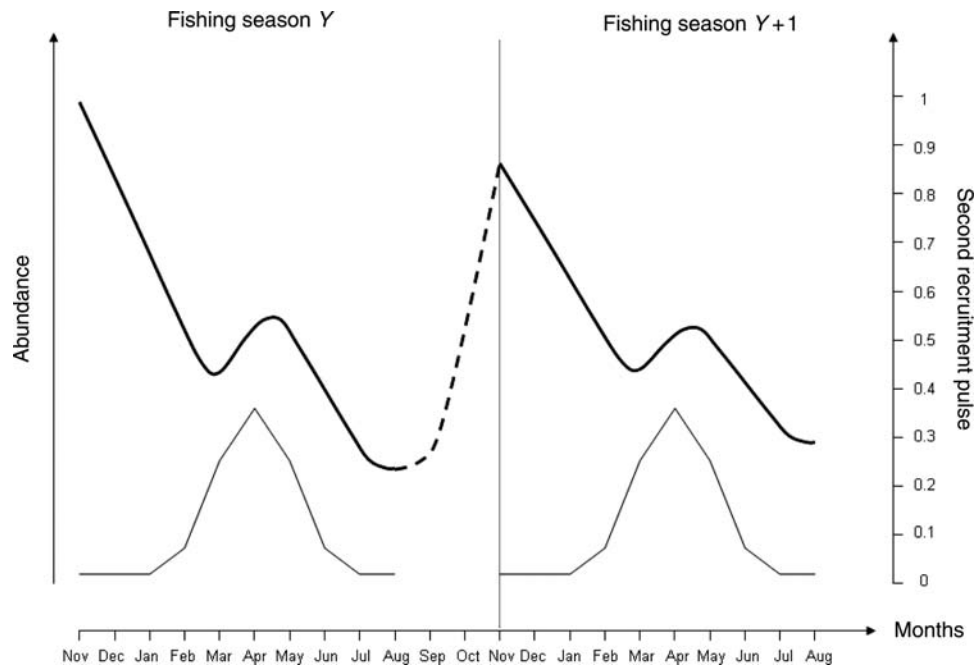 Fishing season Y
Fishing season Y+1
Abundance
1
0.9
0.8
0.7
0.6
0.5
0.4
0.3
0.2
0.1
0
Second recruitment pulse
Months
Nov Dec Jan Feb Mar Apr May Jun Jul Aug Sep Oct Nov Dec Jan Feb Mar Apr May Jun Jul Aug